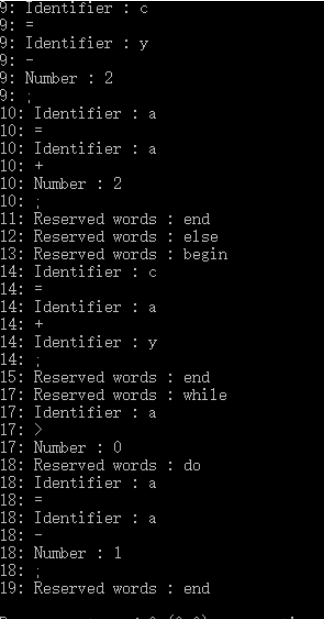 9: Identifier : c
9: =
9: Identifier : y
9: -
9: Number : 2
9: ;
10: Identifier : a
10: =
10: Identifier : a
10: +
10: Number : 2
10: ;
11: Reserved words : end
12: Reserved words : else
13: Reserved words : begin
14: Identifier : c
14: =
14: Identifier : a
14: +
14: Identifier : y
14: ;
15: Reserved words : end
17: Reserved words : while
17: Identifier : a
17: >
17: Number : 0
18: Reserved words : do
18: Identifier : a
18: =
18: Identifier : a
18: -
18: Number : 1
18: ;
19: Reserved words : end